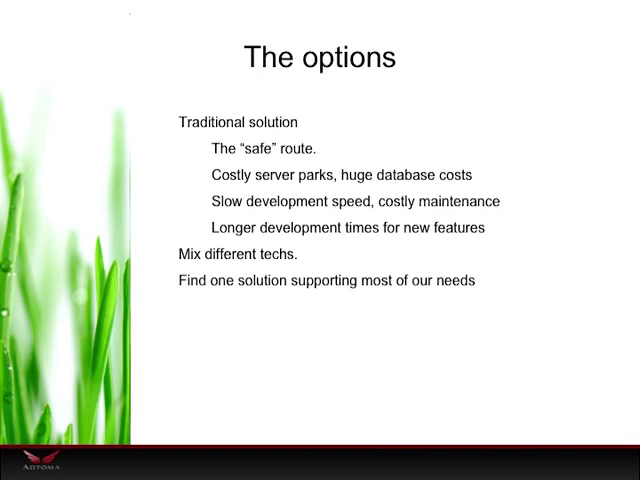 The options
Traditional solution
The “safe” route.
Costly server parks, huge database costs
Slow development speed, costly maintenance
Longer development times for new features
Mix different techs.
Find one solution supporting most of our needs
ADTOMA